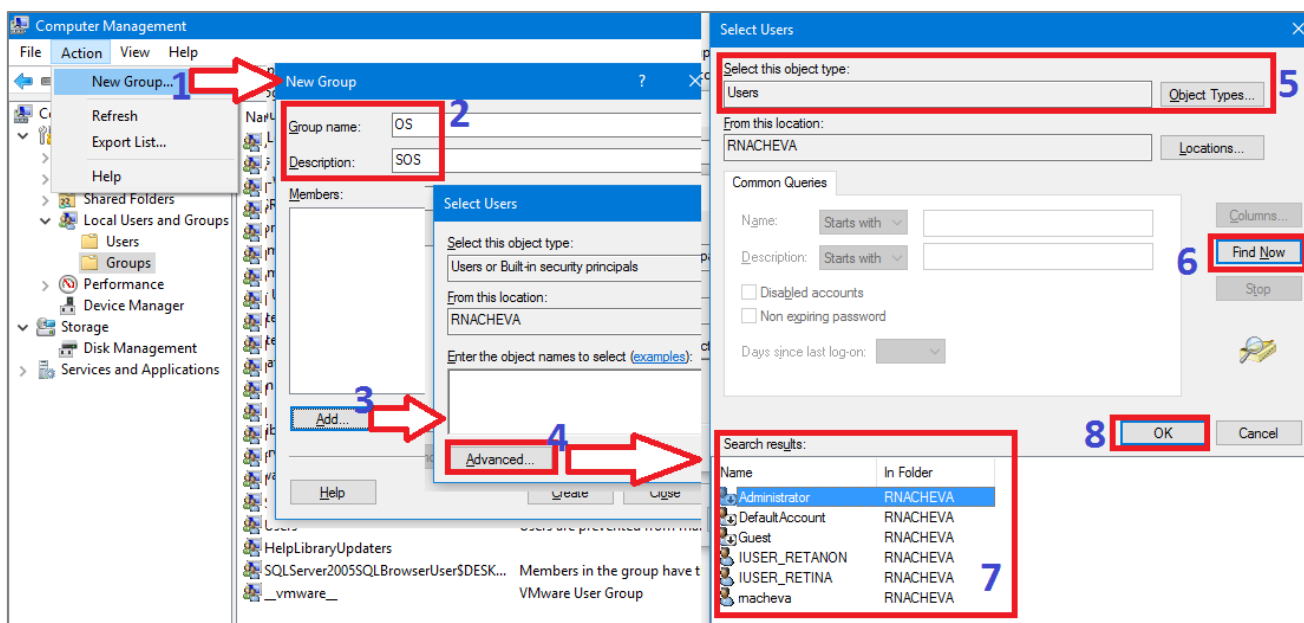 Computer Management
File Action View Help
New Group...
1
Refresh
Export List...
Help
Shared Folders
Local Users and Groups
Users
Groups
Performance
Device Manager
Storage
Disk Management
Services and Applications
New Group
?
Group name:
OS
2
Description:
SOS
Members:
3
Add...
Help
Create
Close
Select Users
Select this object type:
Users or Built-in security principals
From this location:
RNACHEVA
Enter the object names to select (examples):
4
Advanced...
HelpLibraryUpdaters
SQLServer2005SQLBrowserUser$DESK... Members in the group have t
__vmware__ VMware User Group
Select Users
Select this object type:
Users
Object Types...
5
From this location:
RNACHEVA
Locations...
Common Queries
Name: Starts with
Description: Starts with
Disabled accounts
Non expiring password
Days since last log-on:
Columns...
6
Find Now
Stop
8
OK
Cancel
Search results:
Name In Folder
Administrator RNACHEVA
DefaultAccount RNACHEVA
Guest RNACHEVA
IUSER_RETANON RNACHEVA
IUSER_RETINA RNACHEVA
macheva RNACHEVA
7